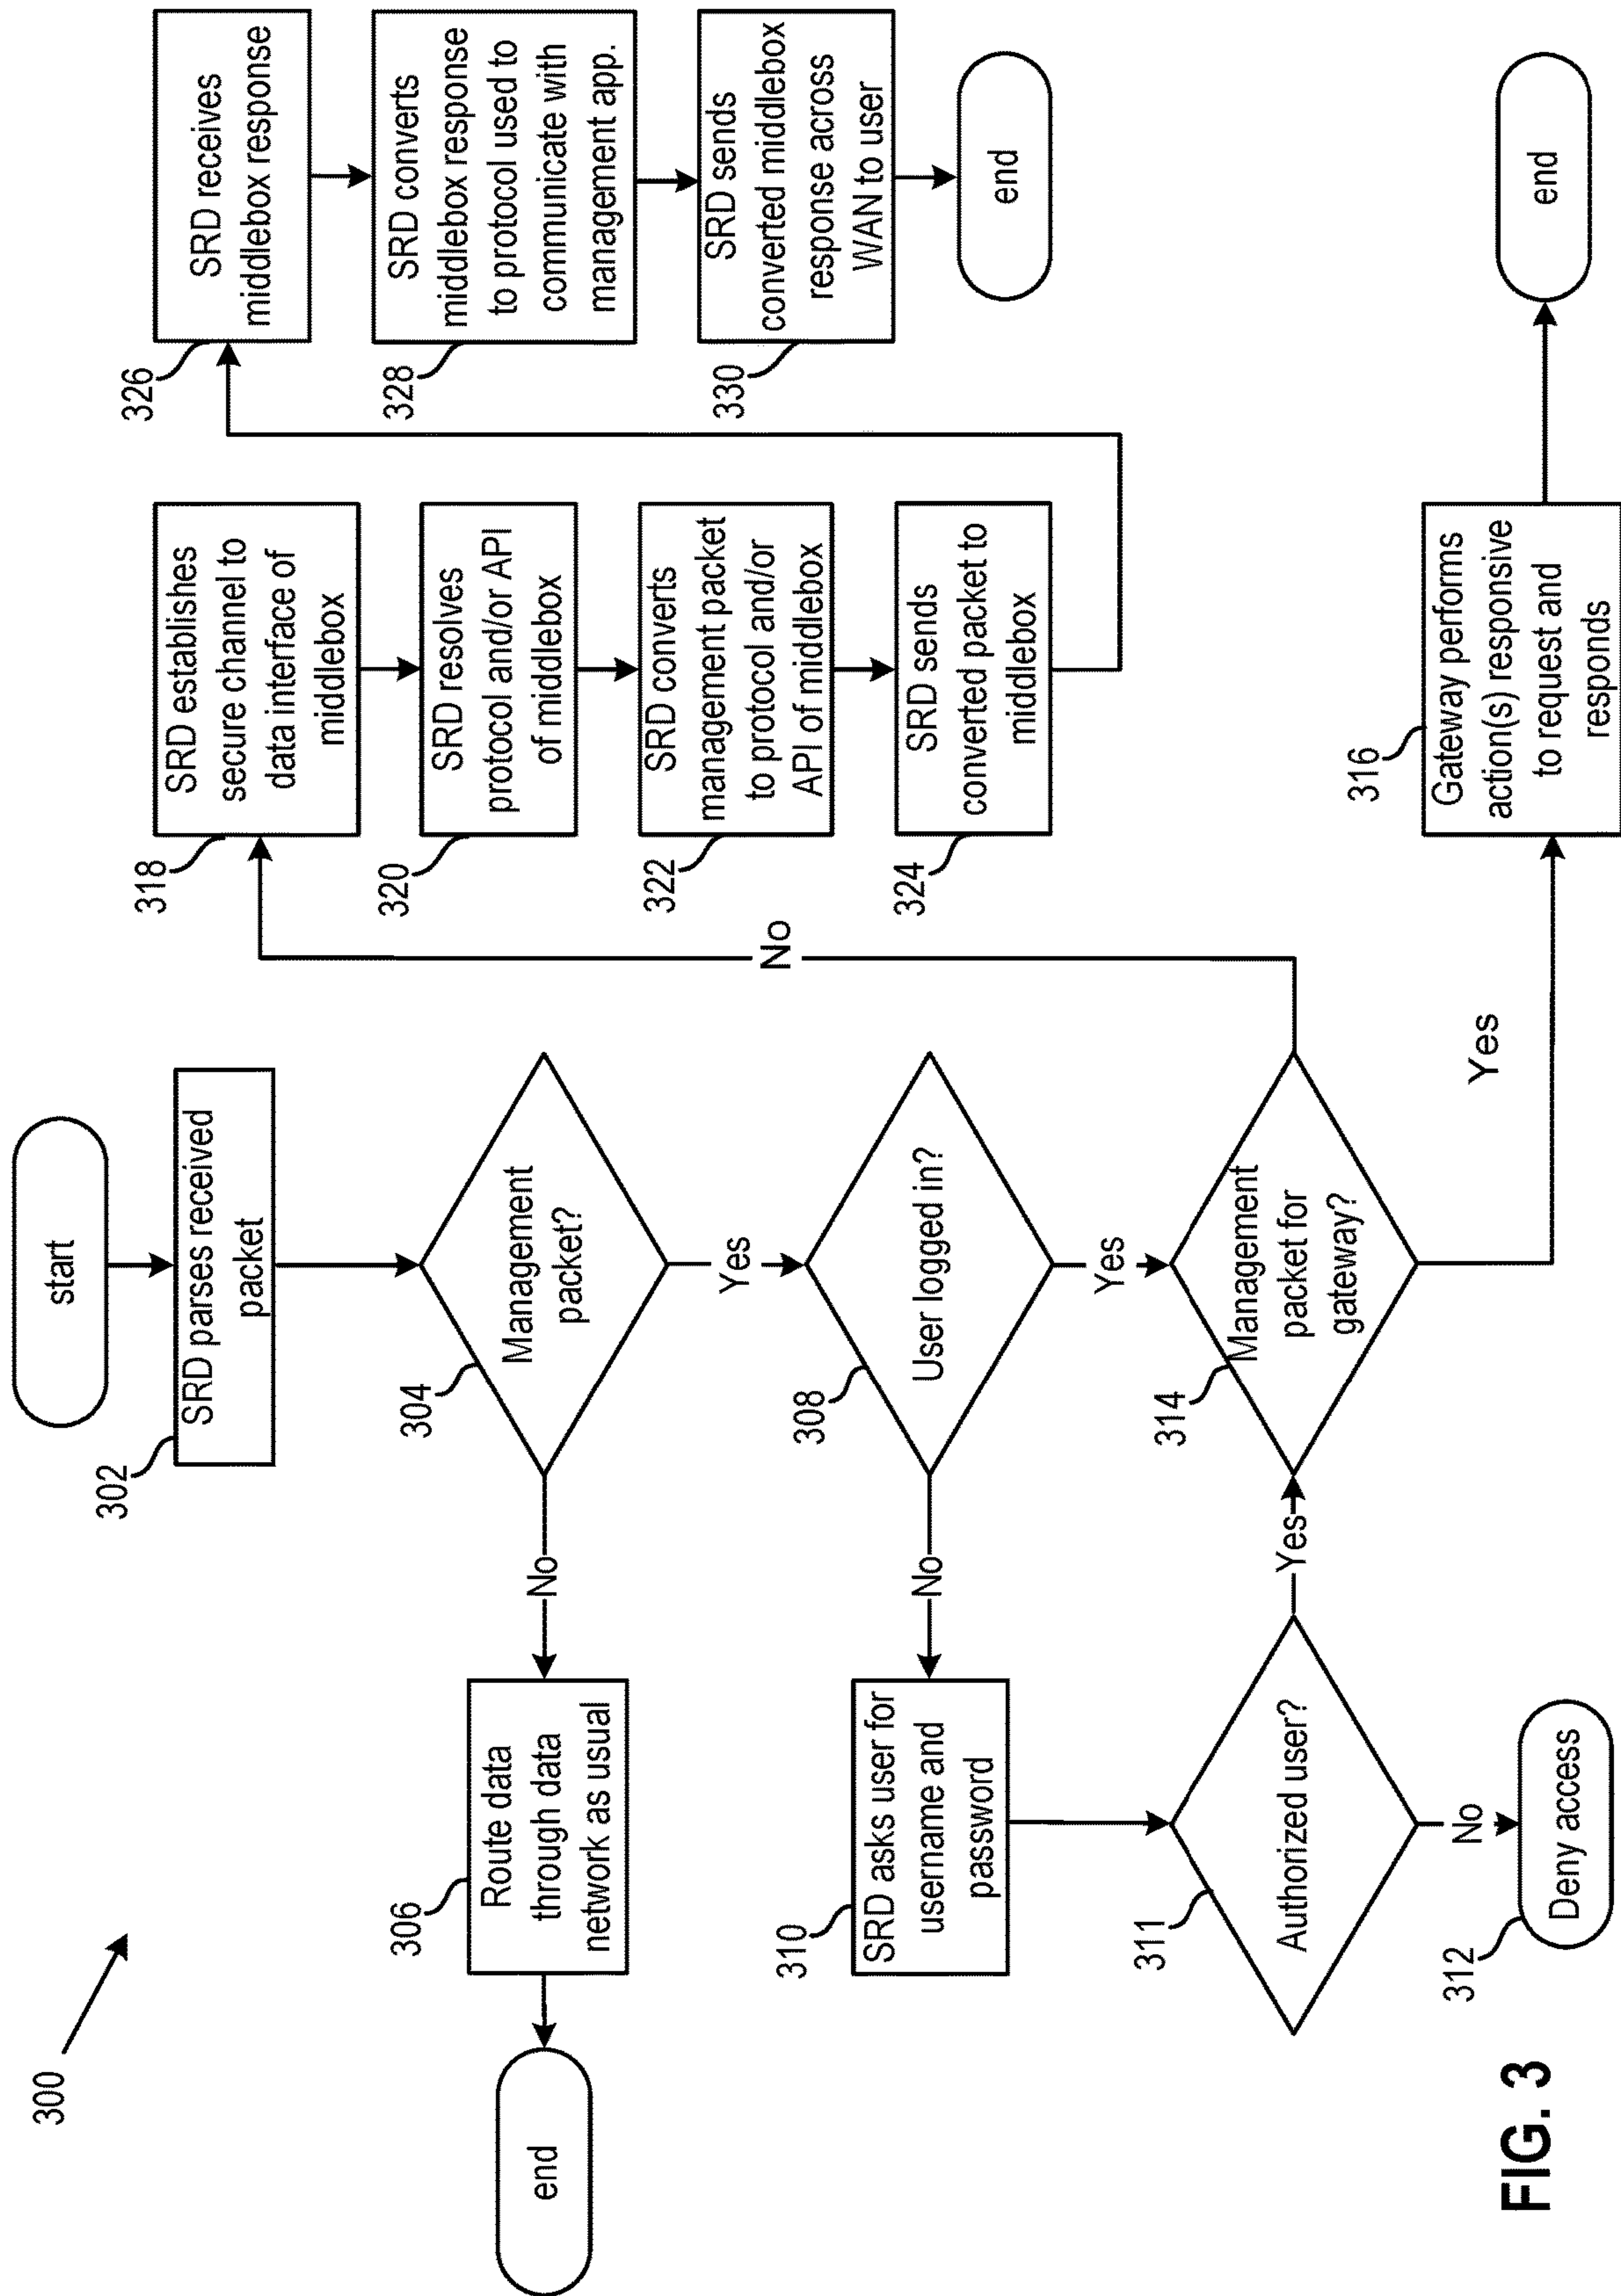 300
start
302
SRD parses received
packet
304
Management
packet?
No
306
Route data
through data
network as usual
end
Yes
308
User logged in?
No
310
SRD asks user for
username and
password
311
Authorized user?
No
312
Deny access
Yes
Yes
314
Management
packet for
gateway?
Yes
316
Gateway performs
action(s) responsive
to request and
responds
end
No
318
SRD establishes
secure channel to
data interface of
middlebox
320
SRD resolves
protocol and/or API
of middlebox
322
SRD converts
management packet
to protocol and/or
API of middlebox
324
SRD sends
converted packet to
middlebox
326
SRD receives
middlebox response
328
SRD converts
middlebox response
to protocol used to
communicate with
management app.
330
SRD sends
converted middlebox
response across
WAN to user
end
FIG. 3